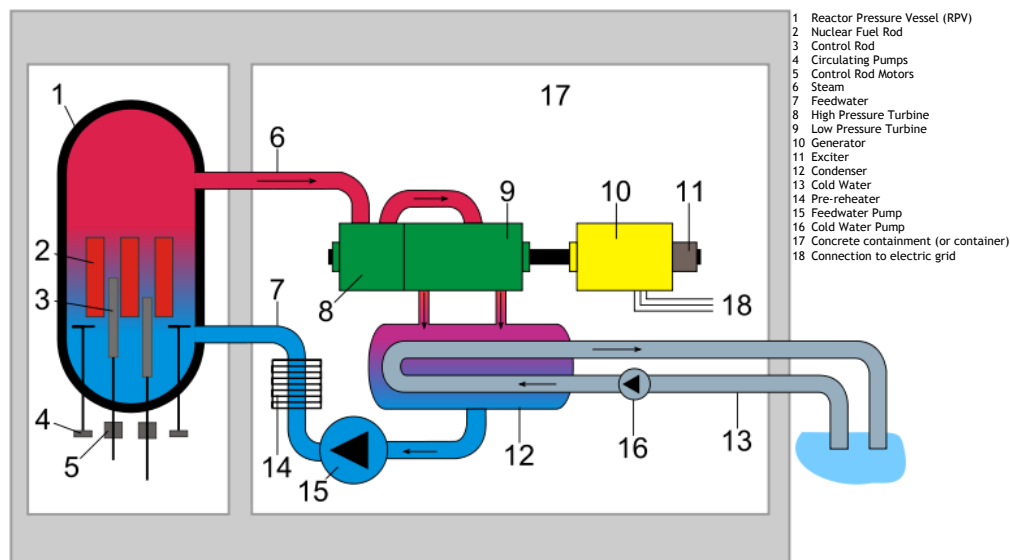 1 Reactor Pressure Vessel (RPV)
2 Nuclear Fuel Rod
3 Control Rod
4 Circulating Pumps
5 Control Rod Motors
6 Steam
7 Feedwater
8 High Pressure Turbine
9 Low Pressure Turbine
10 Generator
11 Exciter
12 Condenser
13 Cold Water
14 Pre-reheater
15 Feedwater Pump
16 Cold Water Pump
17 Concrete containment (or container)
18 Connection to electric grid
1
17
6
9
10
11
2
3
7
8
18
4
5
14
15
12
16
13